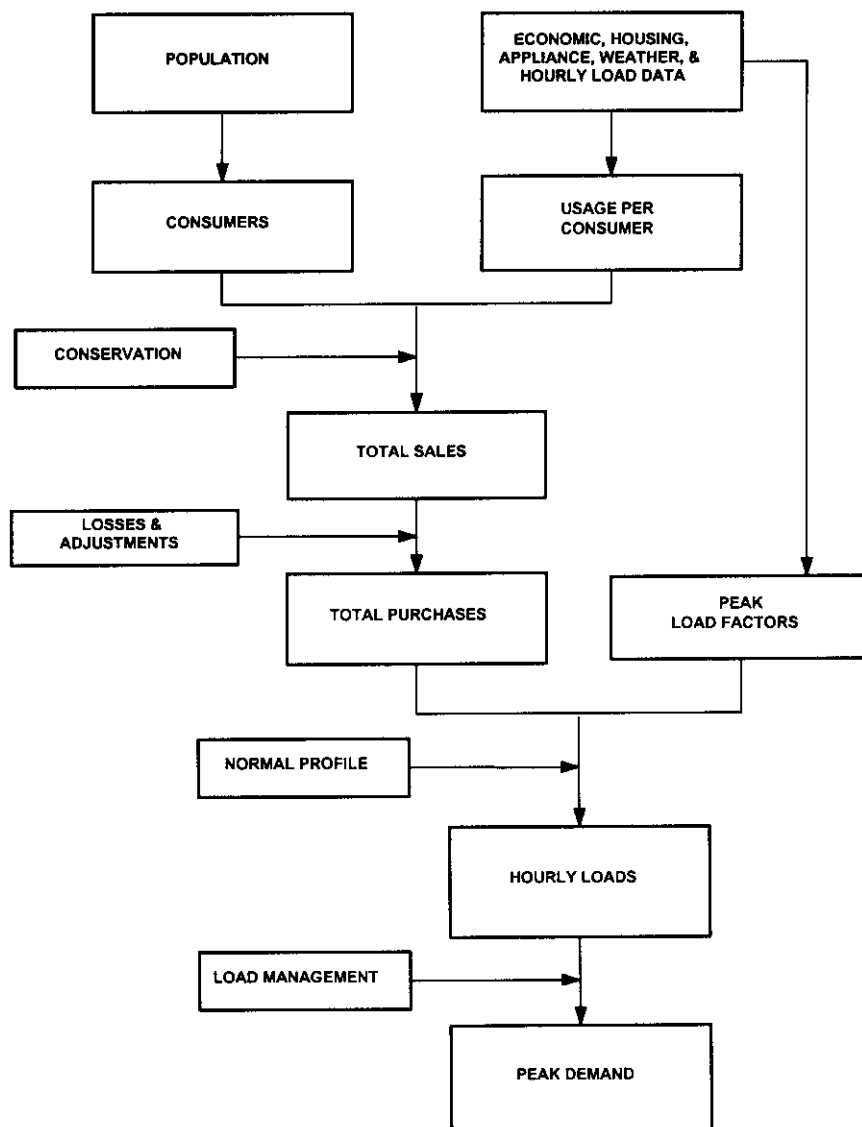 POPULATION
ECONOMIC, HOUSING,
APPLIANCE, WEATHER, &
HOURLY LOAD DATA
CONSUMERS
USAGE PER
CONSUMER
CONSERVATION
TOTAL SALES
LOSSES &
ADJUSTMENTS
TOTAL PURCHASES
PEAK
LOAD FACTORS
NORMAL PROFILE
HOURLY LOADS
LOAD MANAGEMENT
PEAK DEMAND